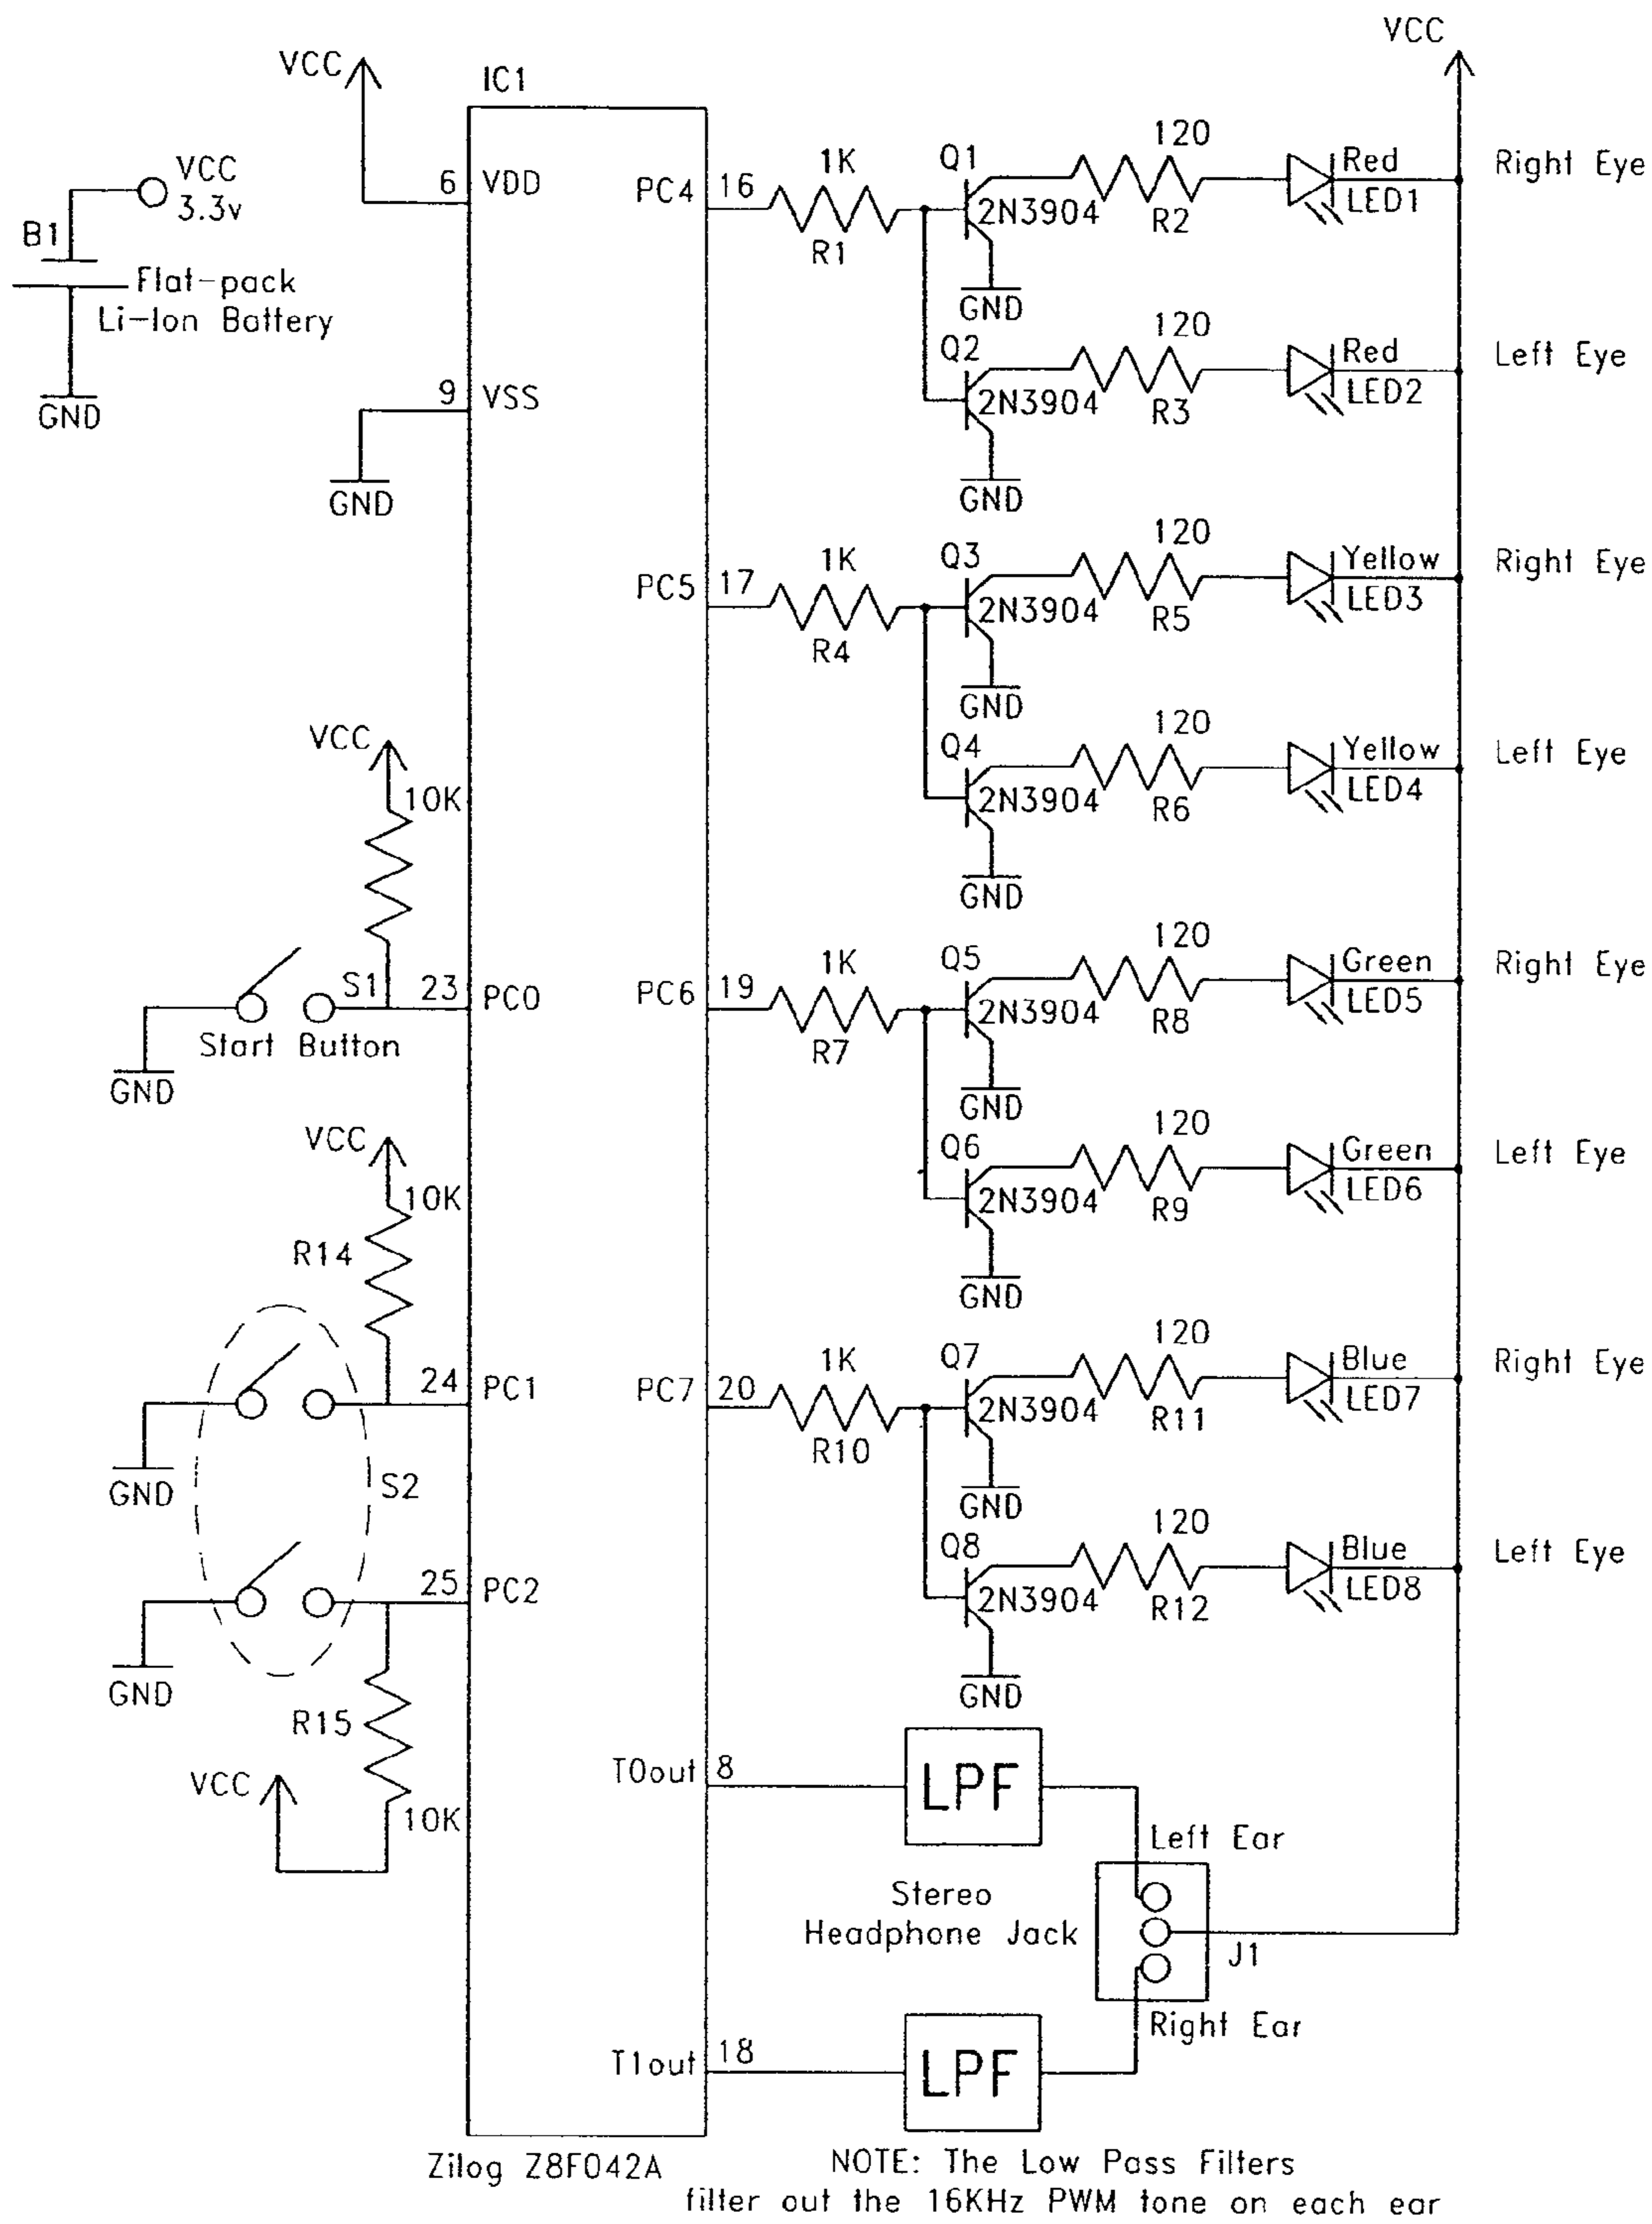 VCC
IC1
VCC
VCC
3.3v
B1
Flat-pack
Li-Ion Battery
GND
6
VDD
9
VSS
GND
PC4
16
1K
R1
Q1
2N3904
GND
120
R2
Red
LED1
Right Eye
Q2
2N3904
GND
120
R3
Red
LED2
Left Eye
PC5
17
1K
R4
Q3
2N3904
GND
120
R5
Yellow
LED3
Right Eye
Q4
2N3904
GND
120
R6
Yellow
LED4
Left Eye
VCC
10K
S1
23
PC0
Start Button
GND
PC6
19
1K
R7
Q5
2N3904
GND
120
R8
Green
LED5
Right Eye
Q6
2N3904
GND
120
R9
Green
LED6
Left Eye
VCC
10K
R14
24
PC1
GND
S2
25
PC2
GND
R15
VCC
10K
PC7
20
1K
R10
Q7
2N3904
GND
120
R11
Blue
LED7
Right Eye
Q8
2N3904
GND
120
R12
Blue
LED8
Left Eye
T0out
8
LPF
Left Ear
Stereo
Headphone Jack
J1
Right Ear
T1out
18
LPF
Zilog Z8F042A
NOTE: The Low Pass Filters
filter out the 16KHz PWM tone on each ear